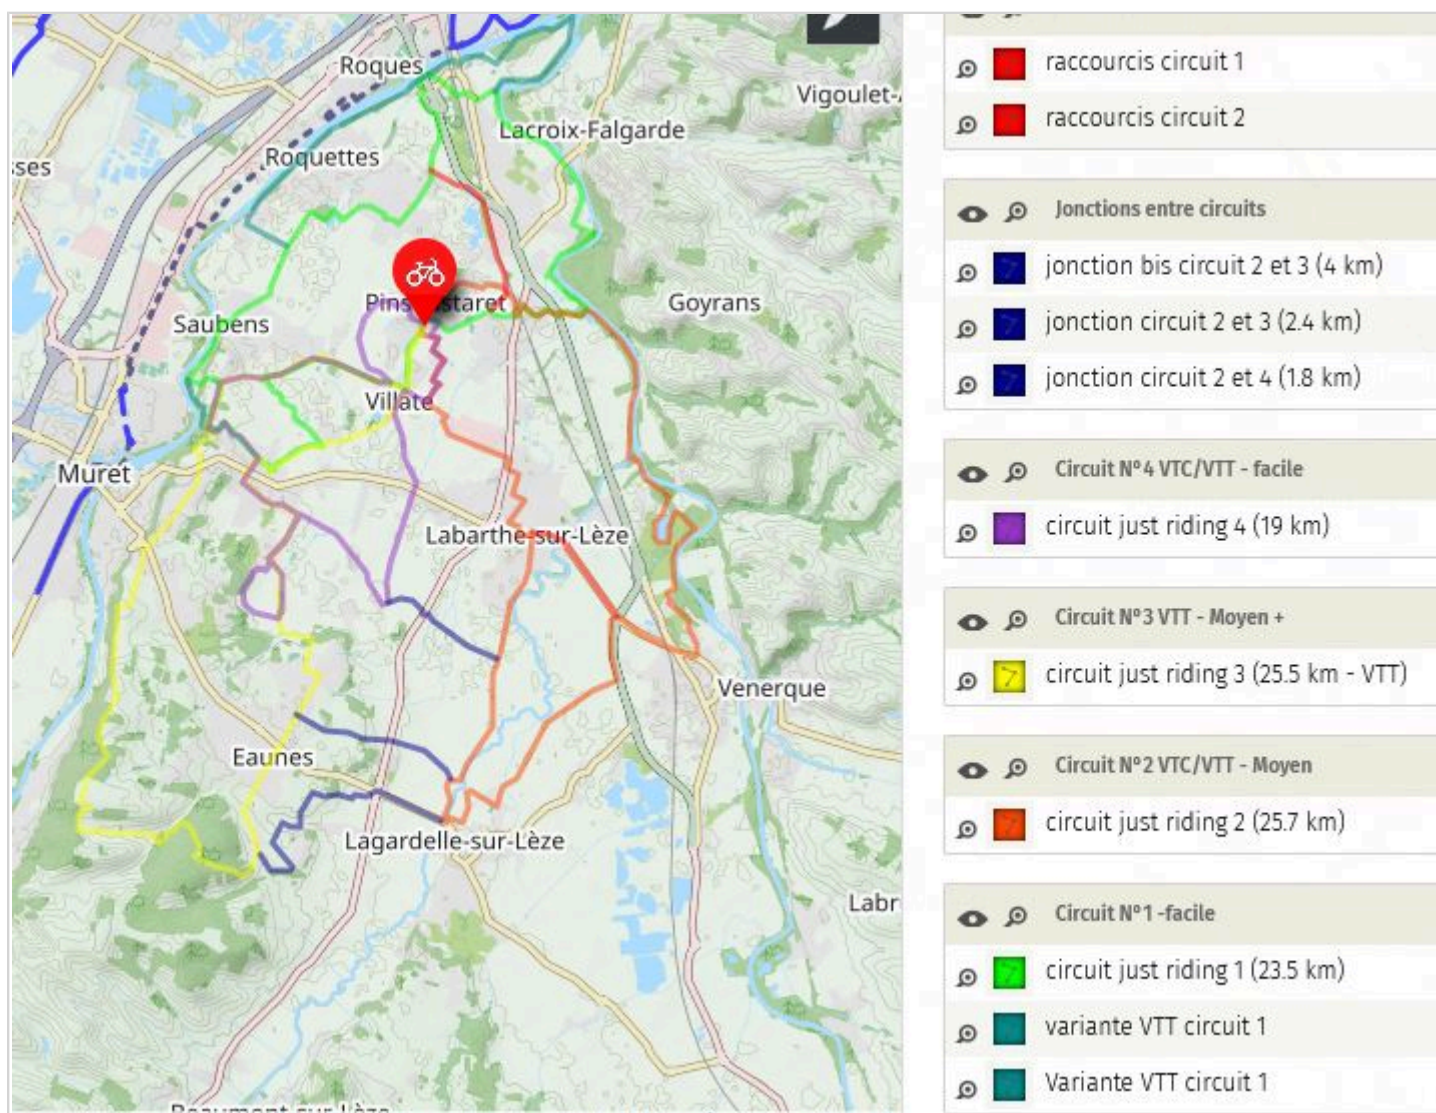 Roques
Vigoulet-
Lacroix-Falgarde
Roquettes
sses
Pins staret
Goyrans
Saubens
Villate
Muret
Labarthe-sur-Lèze
Venerque
Eaunes
Lagardelle-sur-Lèze
Labr
Beaumont-sur-Lèze
raccourcis circuit 1
raccourcis circuit 2
Jonctions entre circuits
jonction bis circuit 2 et 3 (4 km)
jonction circuit 2 et 3 (2.4 km)
jonction circuit 2 et 4 (1.8 km)
Circuit N°4 VTC/VTT - facile
circuit just riding 4 (19 km)
Circuit N°3 VTT - Moyen +
circuit just riding 3 (25.5 km - VTT)
Circuit N°2 VTC/VTT - Moyen
circuit just riding 2 (25.7 km)
Circuit N°1 -facile
circuit just riding 1 (23.5 km)
variante VTT circuit 1
Variante VTT circuit 1